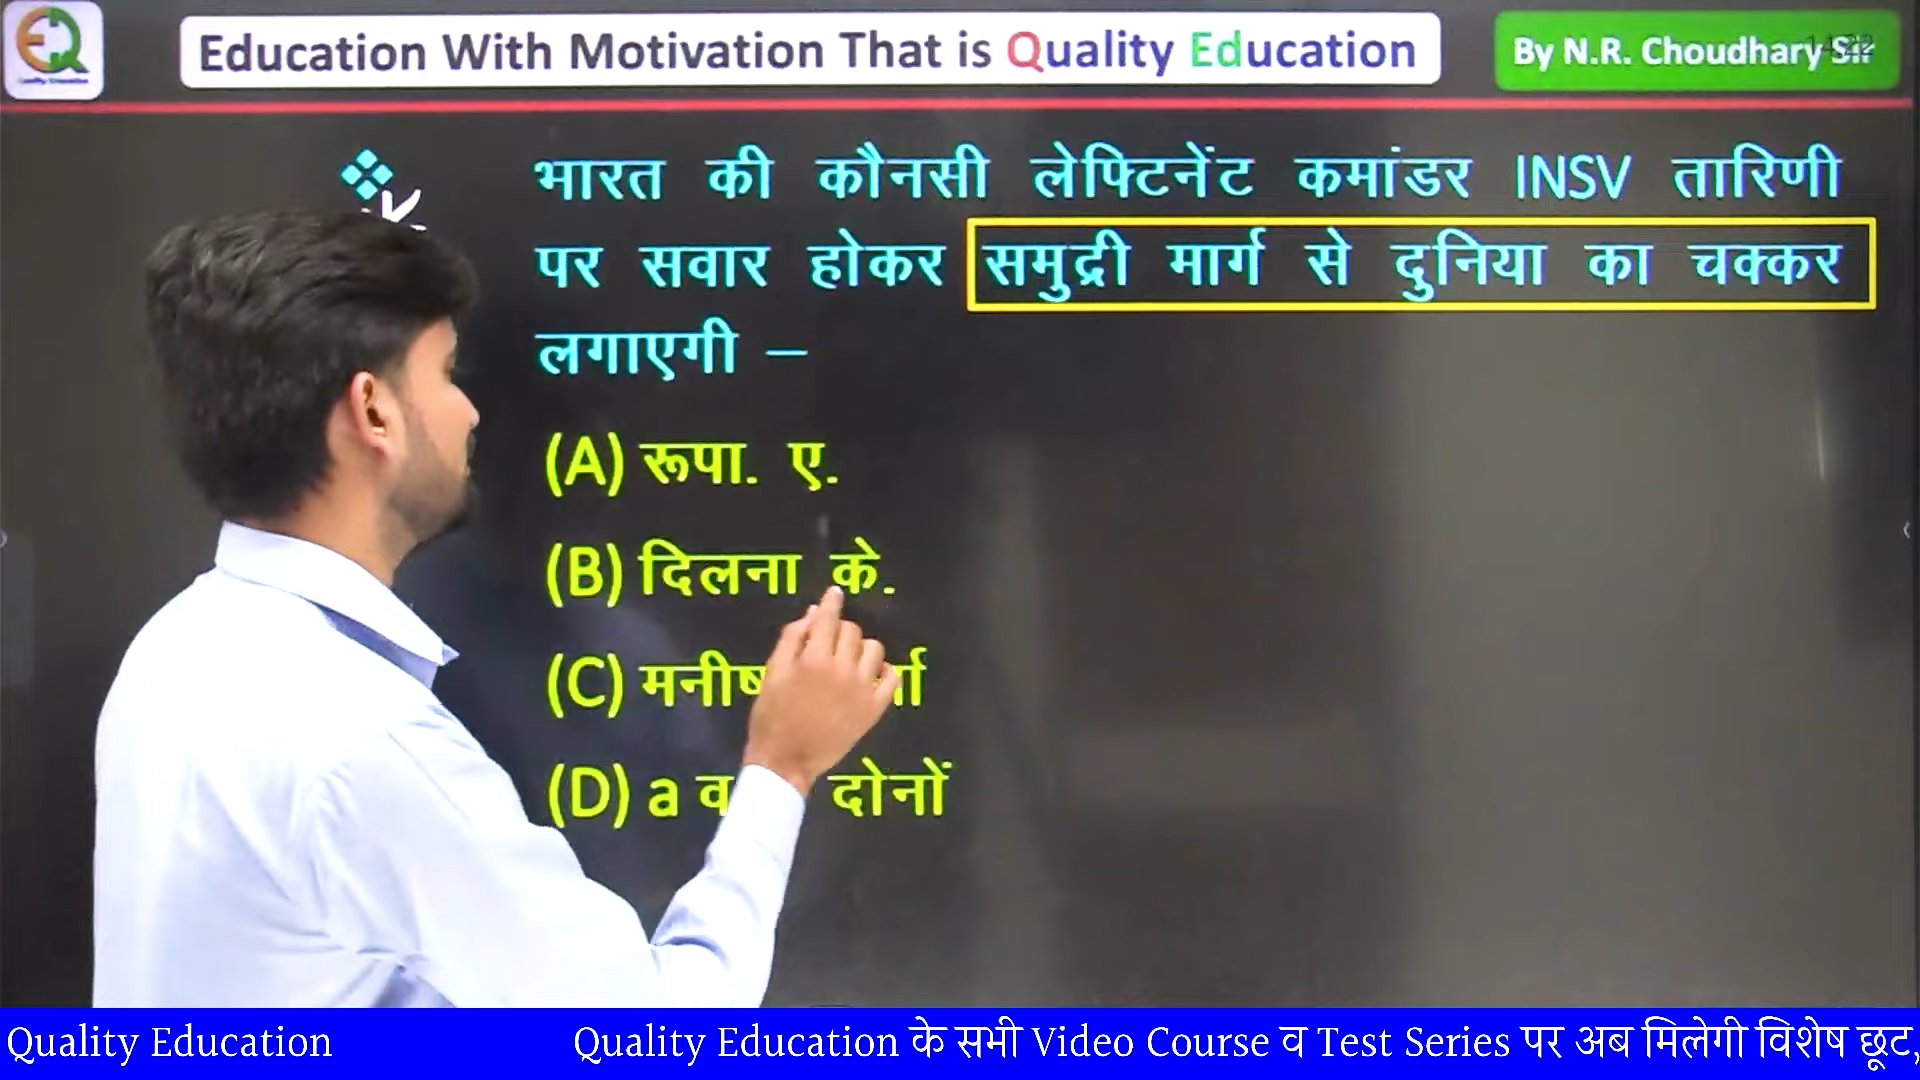 Education With Motivation That is Quality Education
By N.R. Choudhary Sir
भारत की कौनसी लेफ्टिनेंट कमांडर INSV तारिणी
पर सवार होकर समुद्री मार्ग से दुनिया का चक्कर
लगाएगी –
(A) रूपा. ए.
(B) दिलना के.
(C)
(D) a व दोनों
Quality Education
Quality Education के सभी Video Course व Test Series पर अब मिलेगी विशेष छूट,